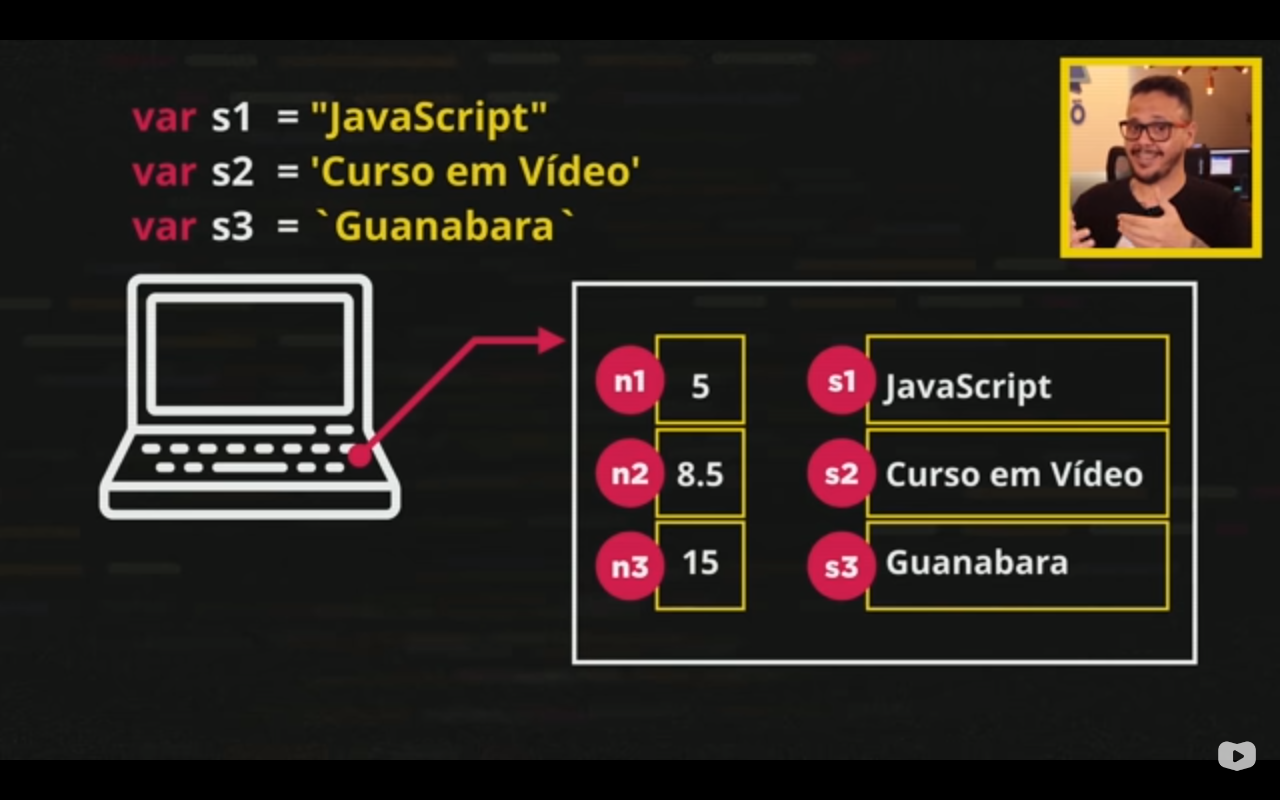 var s1 = "JavaScript"
var s2 = 'Curso em Vídeo'
var s3 = `Guanabara`
n1 5 s1 JavaScript
n2 8.5 s2 Curso em Vídeo
n3 15 s3 Guanabara